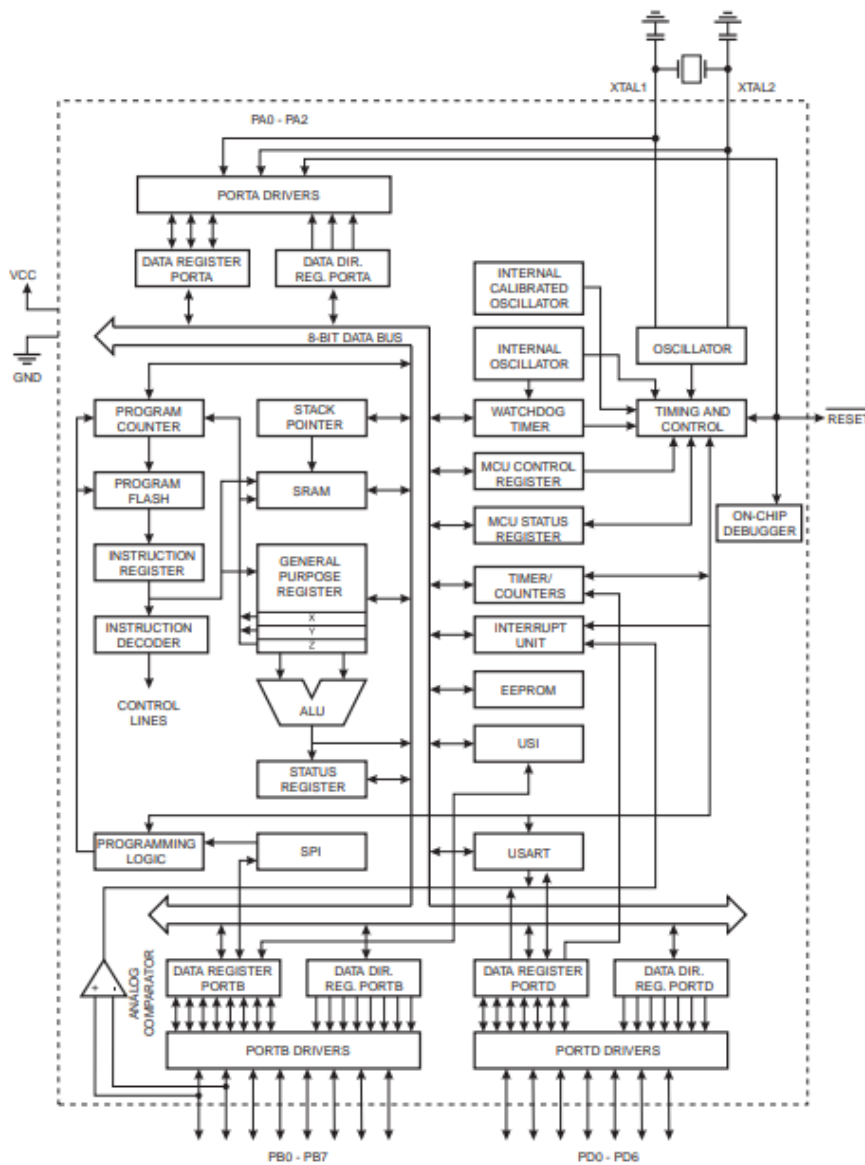 XTAL1
XTAL2
PA0 - PA2
PORTA DRIVERS
DATA REGISTER
PORTA
DATA DIR.
REG. PORTA
VCC
GND
8-BIT DATA BUS
INTERNAL
CALIBRATED
OSCILLATOR
INTERNAL
OSCILLATOR
OSCILLATOR
PROGRAM
COUNTER
STACK
POINTER
WATCHDOG
TIMER
TIMING AND
CONTROL
RESET
PROGRAM
FLASH
SRAM
MCU CONTROL
REGISTER
MCU STATUS
REGISTER
ON-CHIP
DEBUGGER
INSTRUCTION
REGISTER
GENERAL
PURPOSE
REGISTER
X
Y
Z
INSTRUCTION
DECODER
TIMER/
COUNTERS
INTERRUPT
UNIT
CONTROL
LINES
ALU
EEPROM
USI
STATUS
REGISTER
PROGRAMMING
LOGIC
SPI
USART
ANALOG
COMPARATOR
+
-
DATA REGISTER
PORTB
DATA DIR.
REG. PORTB
DATA REGISTER
PORTD
DATA DIR.
REG. PORTD
PORTB DRIVERS
PORTD DRIVERS
PB0 - PB7
PD0 - PD6